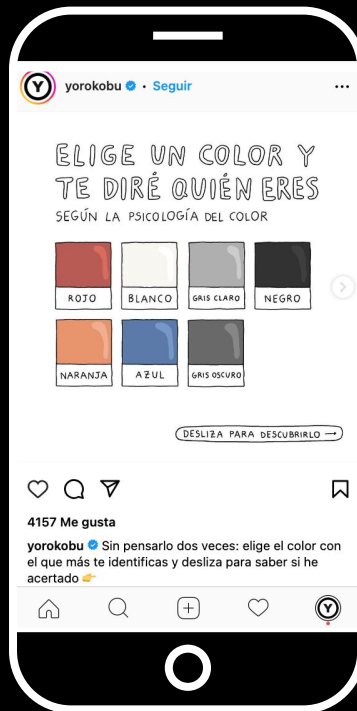 yorokobu • Seguir
ELIGE UN COLOR Y
TE DIRÉ QUIÉN ERES
SEGÚN LA PSICOLOGÍA DEL COLOR
ROJO BLANCO GRIS CLARO NEGRO
NARANJA AZUL GRIS OSCURO
DESLIZA PARA DESCUBRIRLO →
4157 Me gusta
yorokobu Sin pensarlo dos veces: elige el color con
el que más te identificas y desliza para saber si he
acertado 👉